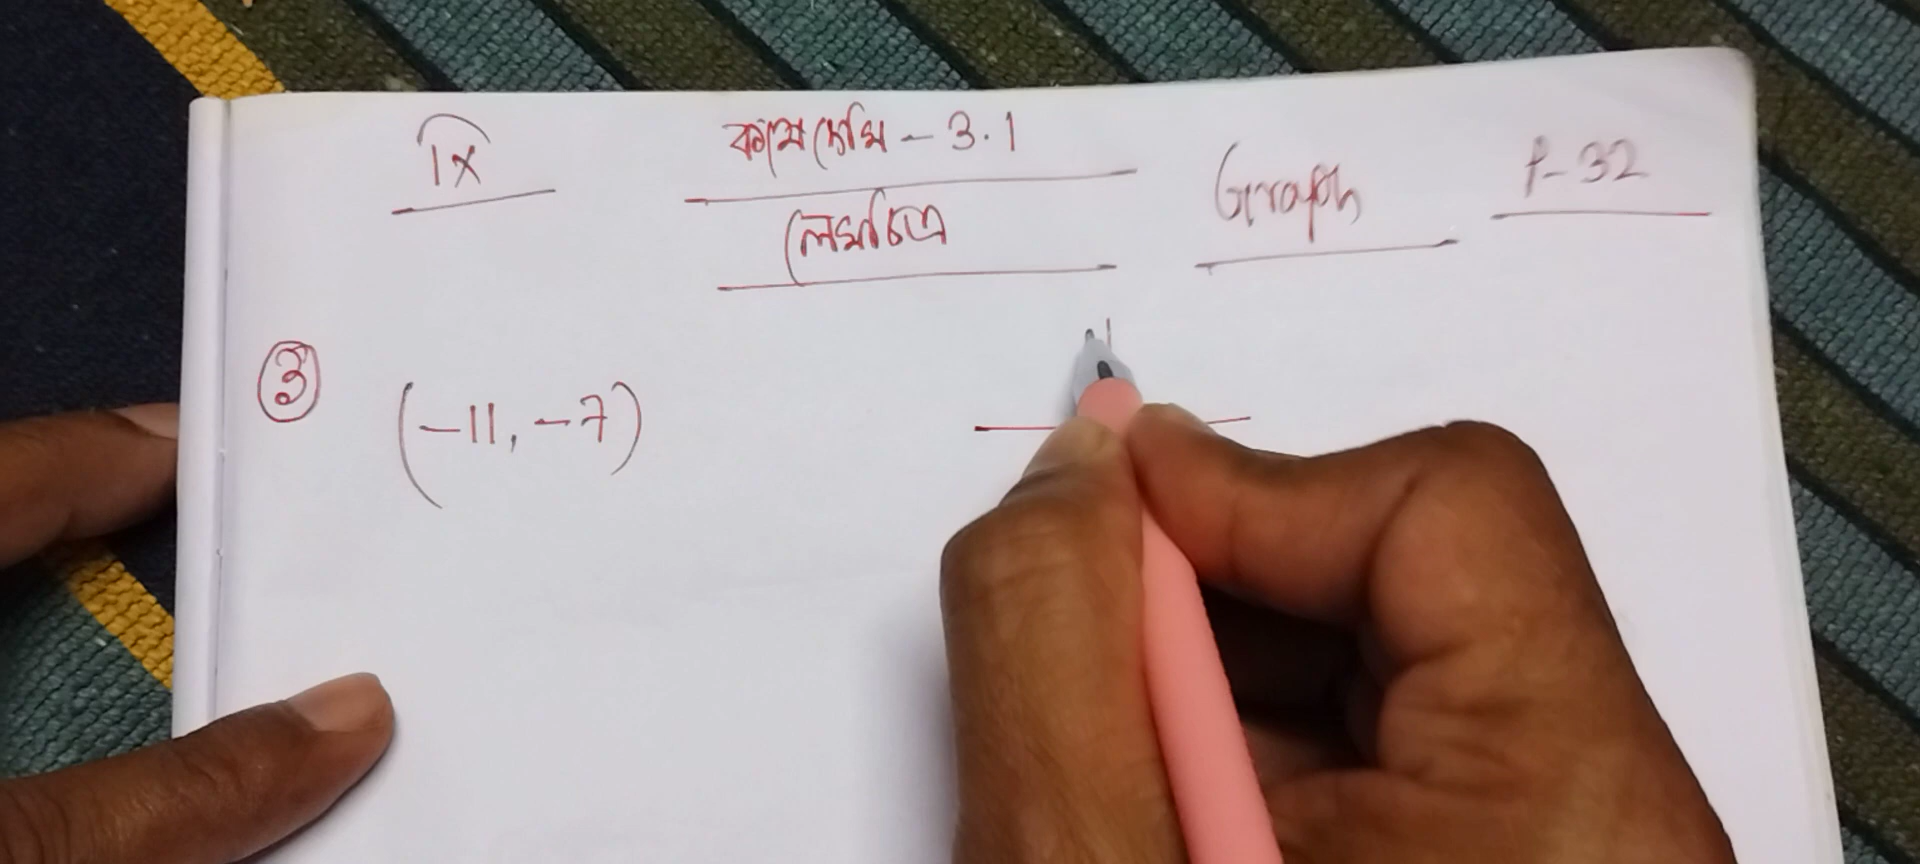 IX
কষে দেখি - 3.1
লেখচিত্র
Graph
P-32
3
(-11, -7)